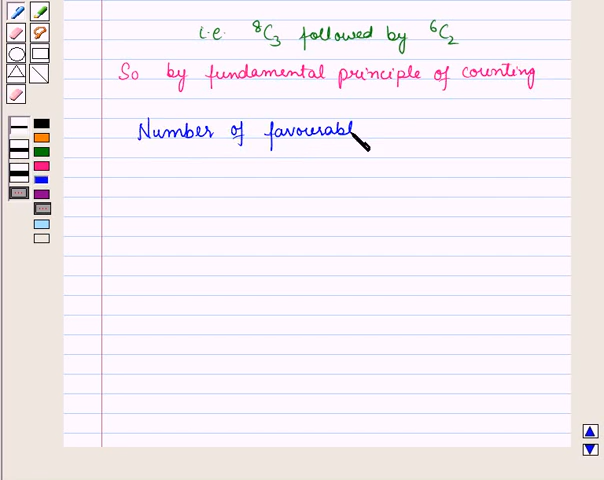 i.e. ⁸C₃ followed by ⁶C₂
So by fundamental principle of counting
Number of favourabl